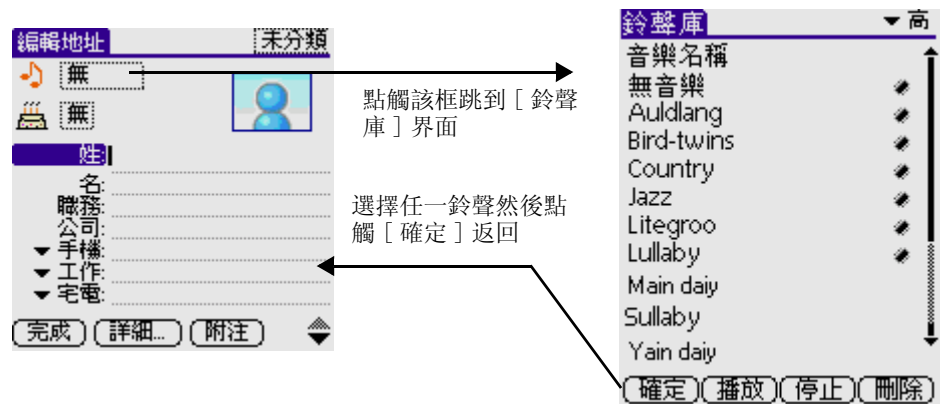 編輯地址
未分類
無
無
姓:
名:
職務:
公司:
手機:
工作:
宅電:
完成
詳細...
附注
點觸該框跳到［鈴聲
庫］界面
選擇任一鈴聲然後點
觸［確定］返回
鈴聲庫
高
音樂名稱
無音樂
Auldlang
Bird-twins
Country
Jazz
Litegroo
Lullaby
Main daiy
Sullaby
Yain daiy
確定
播放
停止
刪除